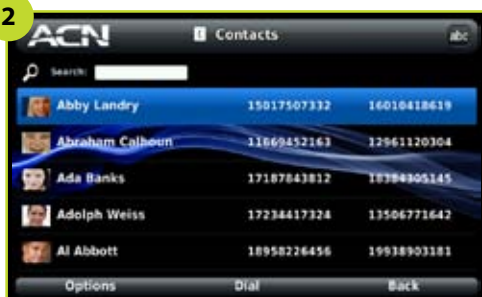 2
ACN Contacts abc
Search:
Abby Landry 15017507332 16010418619
Abraham Calhoun 11669452163 12961120304
Ada Banks 17187843812 18384305145
Adolph Weiss 17234417324 13506771642
Al Abbott 18958226456 19938903181
Options Dial Back